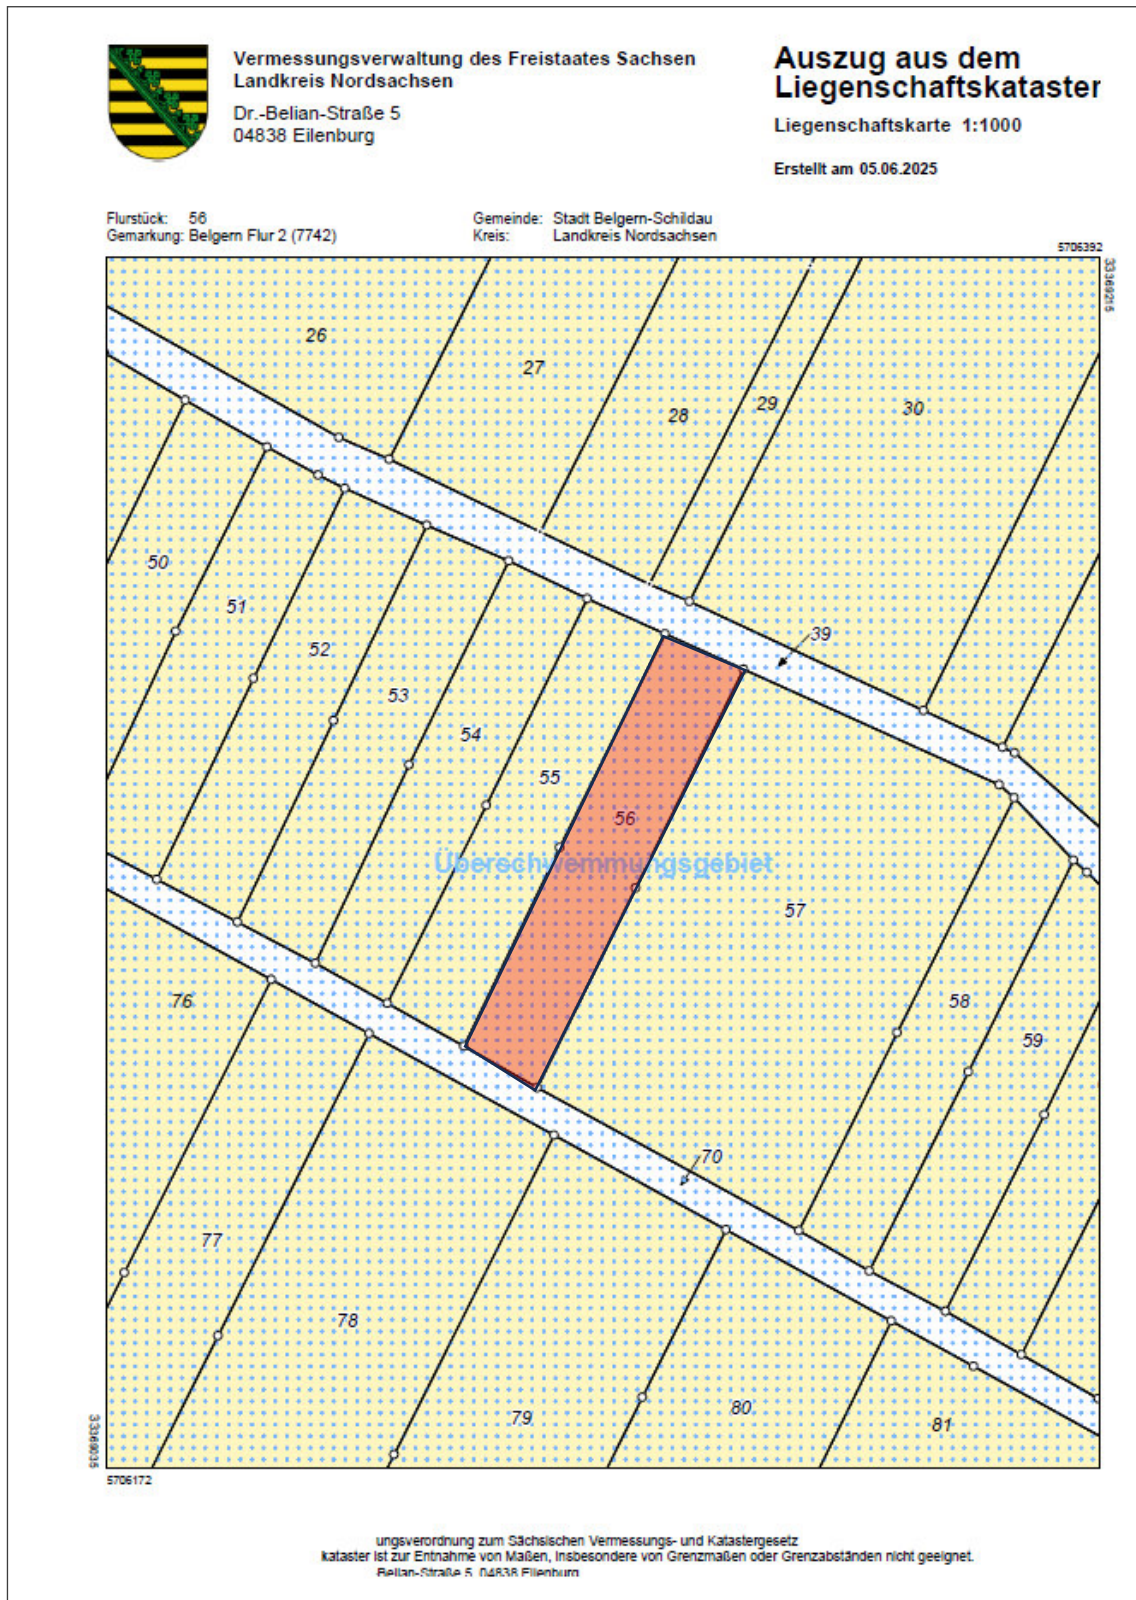 Vermessungsverwaltung des Freistaates Sachsen
Landkreis Nordsachsen
Dr.-Belian-Straße 5
04838 Eilenburg
Auszug aus dem
Liegenschaftskataster
Liegenschaftskarte 1:1000
Erstellt am 05.06.2025
Flurstück: 56
Gemarkung: Belgern Flur 2 (7742)
Gemeinde: Stadt Belgern-Schildau
Kreis: Landkreis Nordsachsen
5706392
33369215
26
27
28
29
30
50
51
52
53
54
55
39
56
Überschwemmungsgebiet
57
58
59
76
70
77
78
79
80
81
33369035
5706172
ungsverordnung zum Sächsischen Vermessungs- und Katastergesetz
kataster ist zur Entnahme von Maßen, insbesondere von Grenzmaßen oder Grenzabständen nicht geeignet.
Belian-Straße 5, 04838 Eilenburg